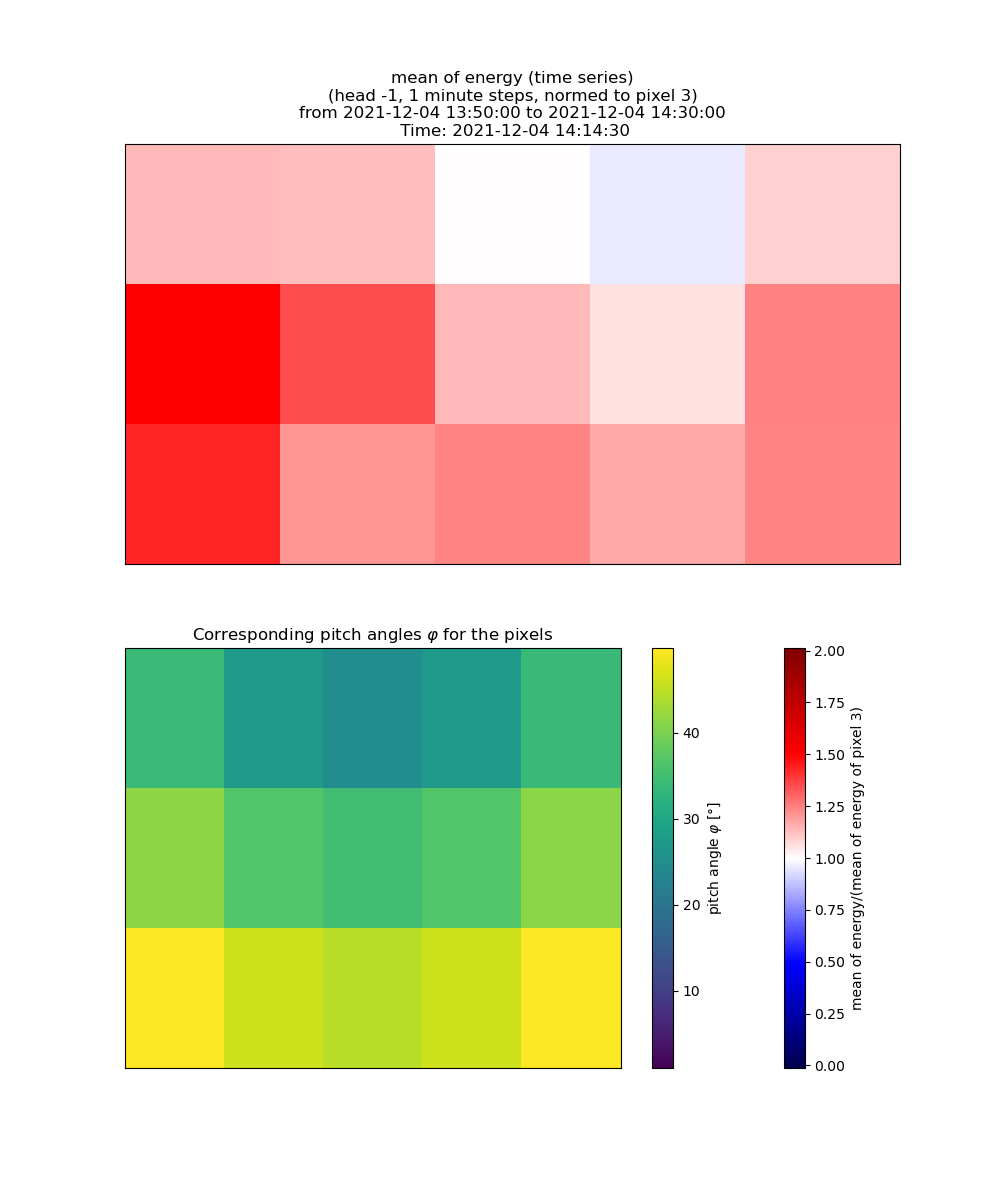 mean of energy (time series)
(head -1, 1 minute steps, normed to pixel 3)
from 2021-12-04 13:50:00 to 2021-12-04 14:30:00
Time: 2021-12-04 14:14:30
Corresponding pitch angles φ for the pixels
40
30
20
10
pitch angle φ [°]
2.00
1.75
1.50
1.25
1.00
0.75
0.50
0.25
0.00
mean of energy/(mean of energy of pixel 3)